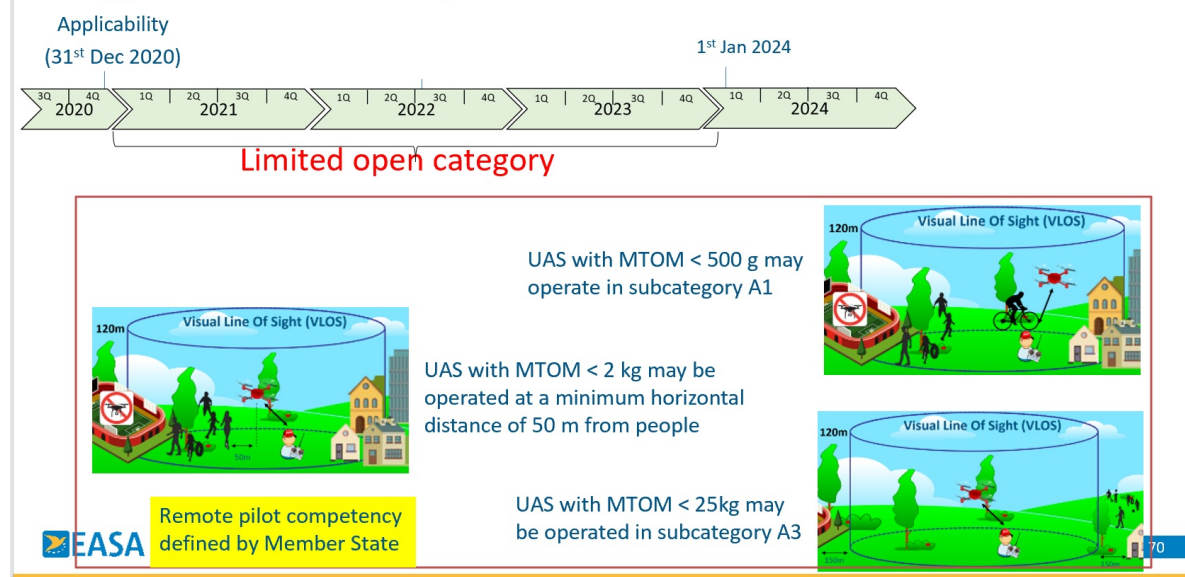 Applicability
(31st Dec 2020)
1st Jan 2024
3Q 4Q 1Q 2Q 3Q 4Q 1Q 2Q 3Q 4Q 1Q 2Q 3Q 4Q 1Q 2Q 3Q 4Q
2020 2021 2022 2023 2024
Limited open category
UAS with MTOM < 500 g may
operate in subcategory A1
Visual Line Of Sight (VLOS)
120m
Visual Line Of Sight (VLOS)
120m
50m
UAS with MTOM < 2 kg may be
operated at a minimum horizontal
distance of 50 m from people
UAS with MTOM < 25kg may
be operated in subcategory A3
Visual Line Of Sight (VLOS)
120m
150m
150m
Remote pilot competency
defined by Member State
EASA
70